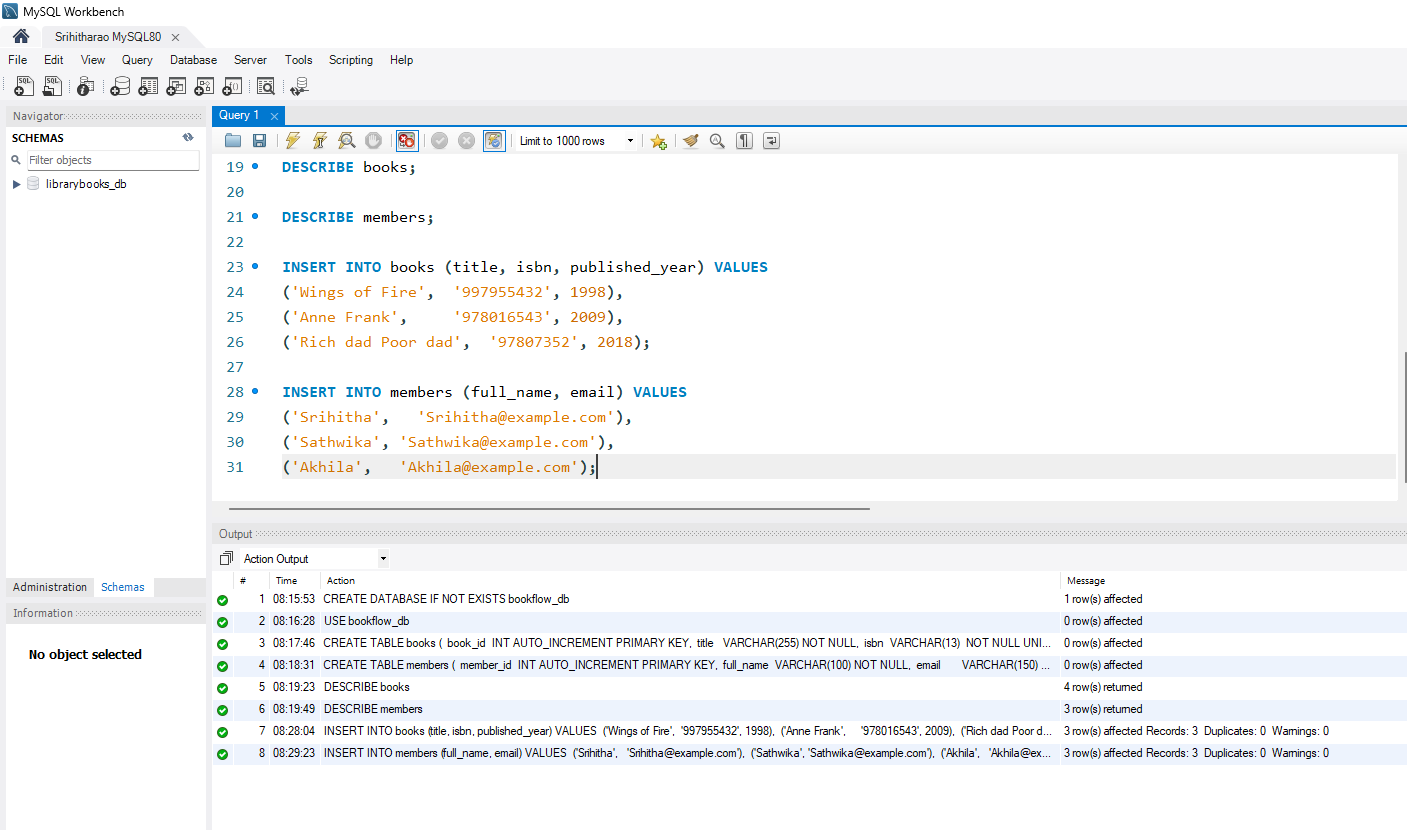 MySQL Workbench
Srihitharao MySQL80
File Edit View Query Database Server Tools Scripting Help
Navigator
SCHEMAS
Filter objects
librarybooks_db
Administration Schemas
Information
No object selected
Query 1
Limit to 1000 rows
19 DESCRIBE books;
20
21 DESCRIBE members;
22
23 INSERT INTO books (title, isbn, published_year) VALUES
24 ('Wings of Fire',  '997955432', 1998),
25 ('Anne Frank',     '978016543', 2009),
26 ('Rich dad Poor dad',  '97807352', 2018);
27
28 INSERT INTO members (full_name, email) VALUES
29 ('Srihitha',   'Srihitha@example.com'),
30 ('Sathwika', 'Sathwika@example.com'),
31 ('Akhila',   'Akhila@example.com');
Output
Action Output
# Time Action Message
1 08:15:53 CREATE DATABASE IF NOT EXISTS bookflow_db 1 row(s) affected
2 08:16:28 USE bookflow_db 0 row(s) affected
3 08:17:46 CREATE TABLE books ( book_id INT AUTO_INCREMENT PRIMARY KEY, title VARCHAR(255) NOT NULL, isbn VARCHAR(13) NOT NULL UNI... 0 row(s) affected
4 08:18:31 CREATE TABLE members ( member_id INT AUTO_INCREMENT PRIMARY KEY, full_name VARCHAR(100) NOT NULL, email VARCHAR(150) ... 0 row(s) affected
5 08:19:23 DESCRIBE books 4 row(s) returned
6 08:19:49 DESCRIBE members 3 row(s) returned
7 08:28:04 INSERT INTO books (title, isbn, published_year) VALUES ('Wings of Fire', '997955432', 1998), ('Anne Frank', '978016543', 2009), ('Rich dad Poor d... 3 row(s) affected Records: 3 Duplicates: 0 Warnings: 0
8 08:29:23 INSERT INTO members (full_name, email) VALUES ('Srihitha', 'Srihitha@example.com'), ('Sathwika', 'Sathwika@example.com'), ('Akhila', 'Akhila@ex... 3 row(s) affected Records: 3 Duplicates: 0 Warnings: 0